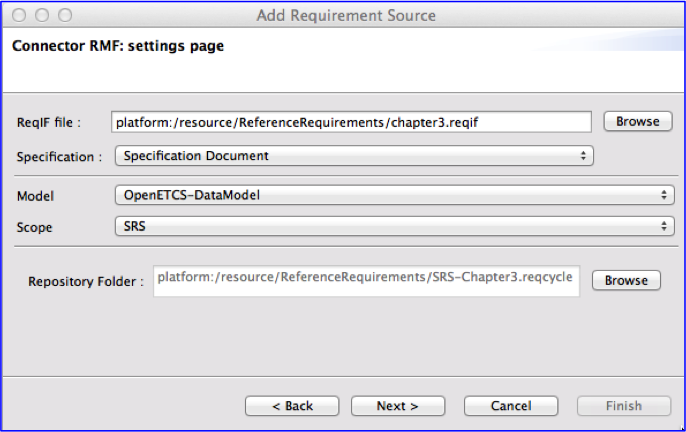 Add Requirement Source
Connector RMF: settings page
ReqIF file : platform:/resource/ReferenceRequirements/chapter3.reqif Browse
Specification : Specification Document
Model OpenETCS-DataModel
Scope SRS
Repository Folder : platform:/resource/ReferenceRequirements/SRS-Chapter3.reqcycle Browse
< Back Next > Cancel Finish